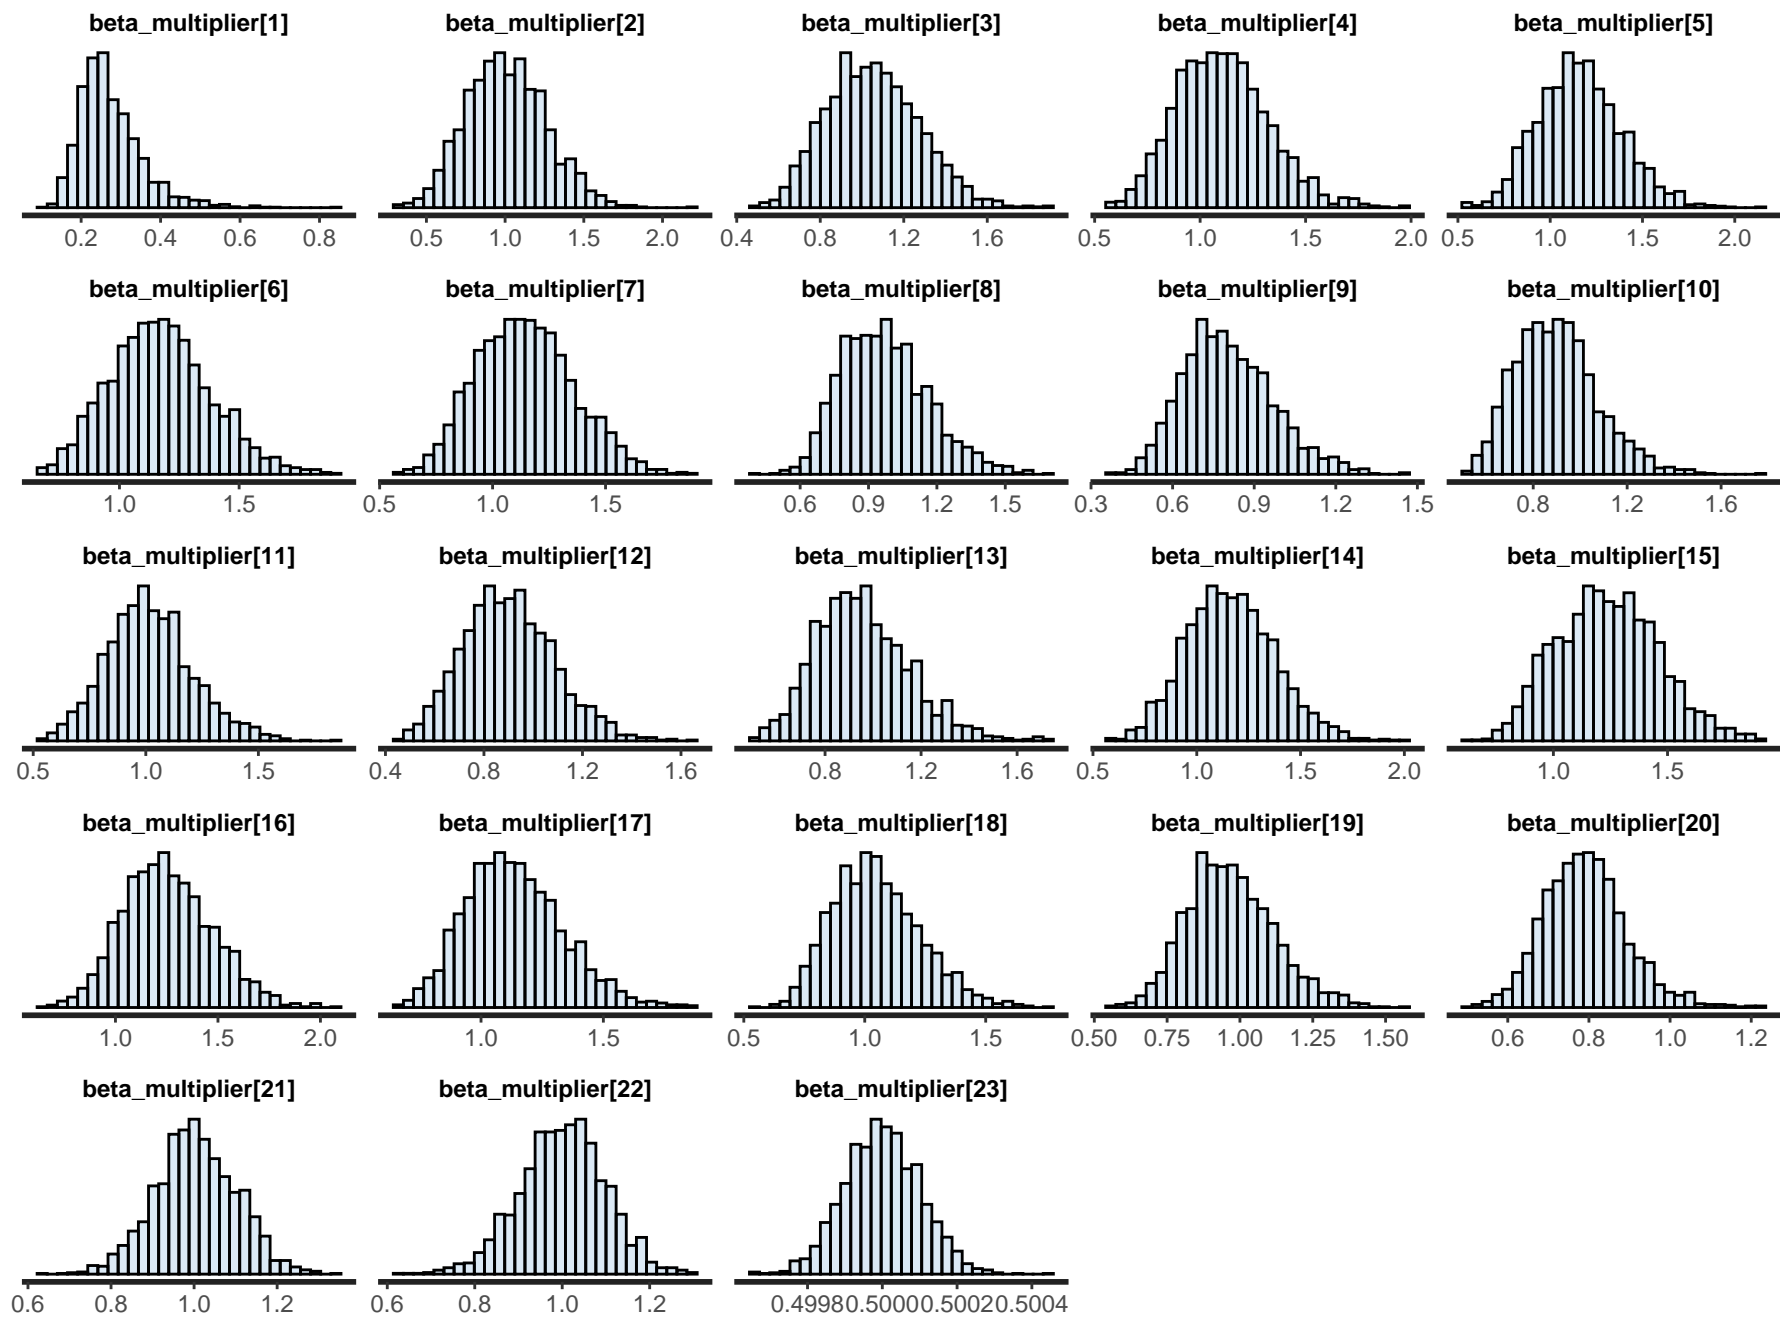 beta_multiplier[1] beta_multiplier[2] beta_multiplier[3] beta_multiplier[4] beta_multiplier[5]
0.2 0.4 0.6 0.8 0.5 1.0 1.5 2.0 0.4 0.8 1.2 1.6 0.5 1.0 1.5 2.0 0.5 1.0 1.5 2.0
beta_multiplier[6] beta_multiplier[7] beta_multiplier[8] beta_multiplier[9] beta_multiplier[10]
1.0 1.5 0.5 1.0 1.5 0.6 0.9 1.2 1.5 0.3 0.6 0.9 1.2 1.5 0.8 1.2 1.6
beta_multiplier[11] beta_multiplier[12] beta_multiplier[13] beta_multiplier[14] beta_multiplier[15]
0.5 1.0 1.5 0.4 0.8 1.2 1.6 0.8 1.2 1.6 0.5 1.0 1.5 2.0 1.0 1.5
beta_multiplier[16] beta_multiplier[17] beta_multiplier[18] beta_multiplier[19] beta_multiplier[20]
1.0 1.5 2.0 1.0 1.5 0.5 1.0 1.5 0.50 0.75 1.00 1.25 1.50 0.6 0.8 1.0 1.2
beta_multiplier[21] beta_multiplier[22] beta_multiplier[23]
0.6 0.8 1.0 1.2 0.6 0.8 1.0 1.2 0.4998 0.5000 0.5002 0.5004